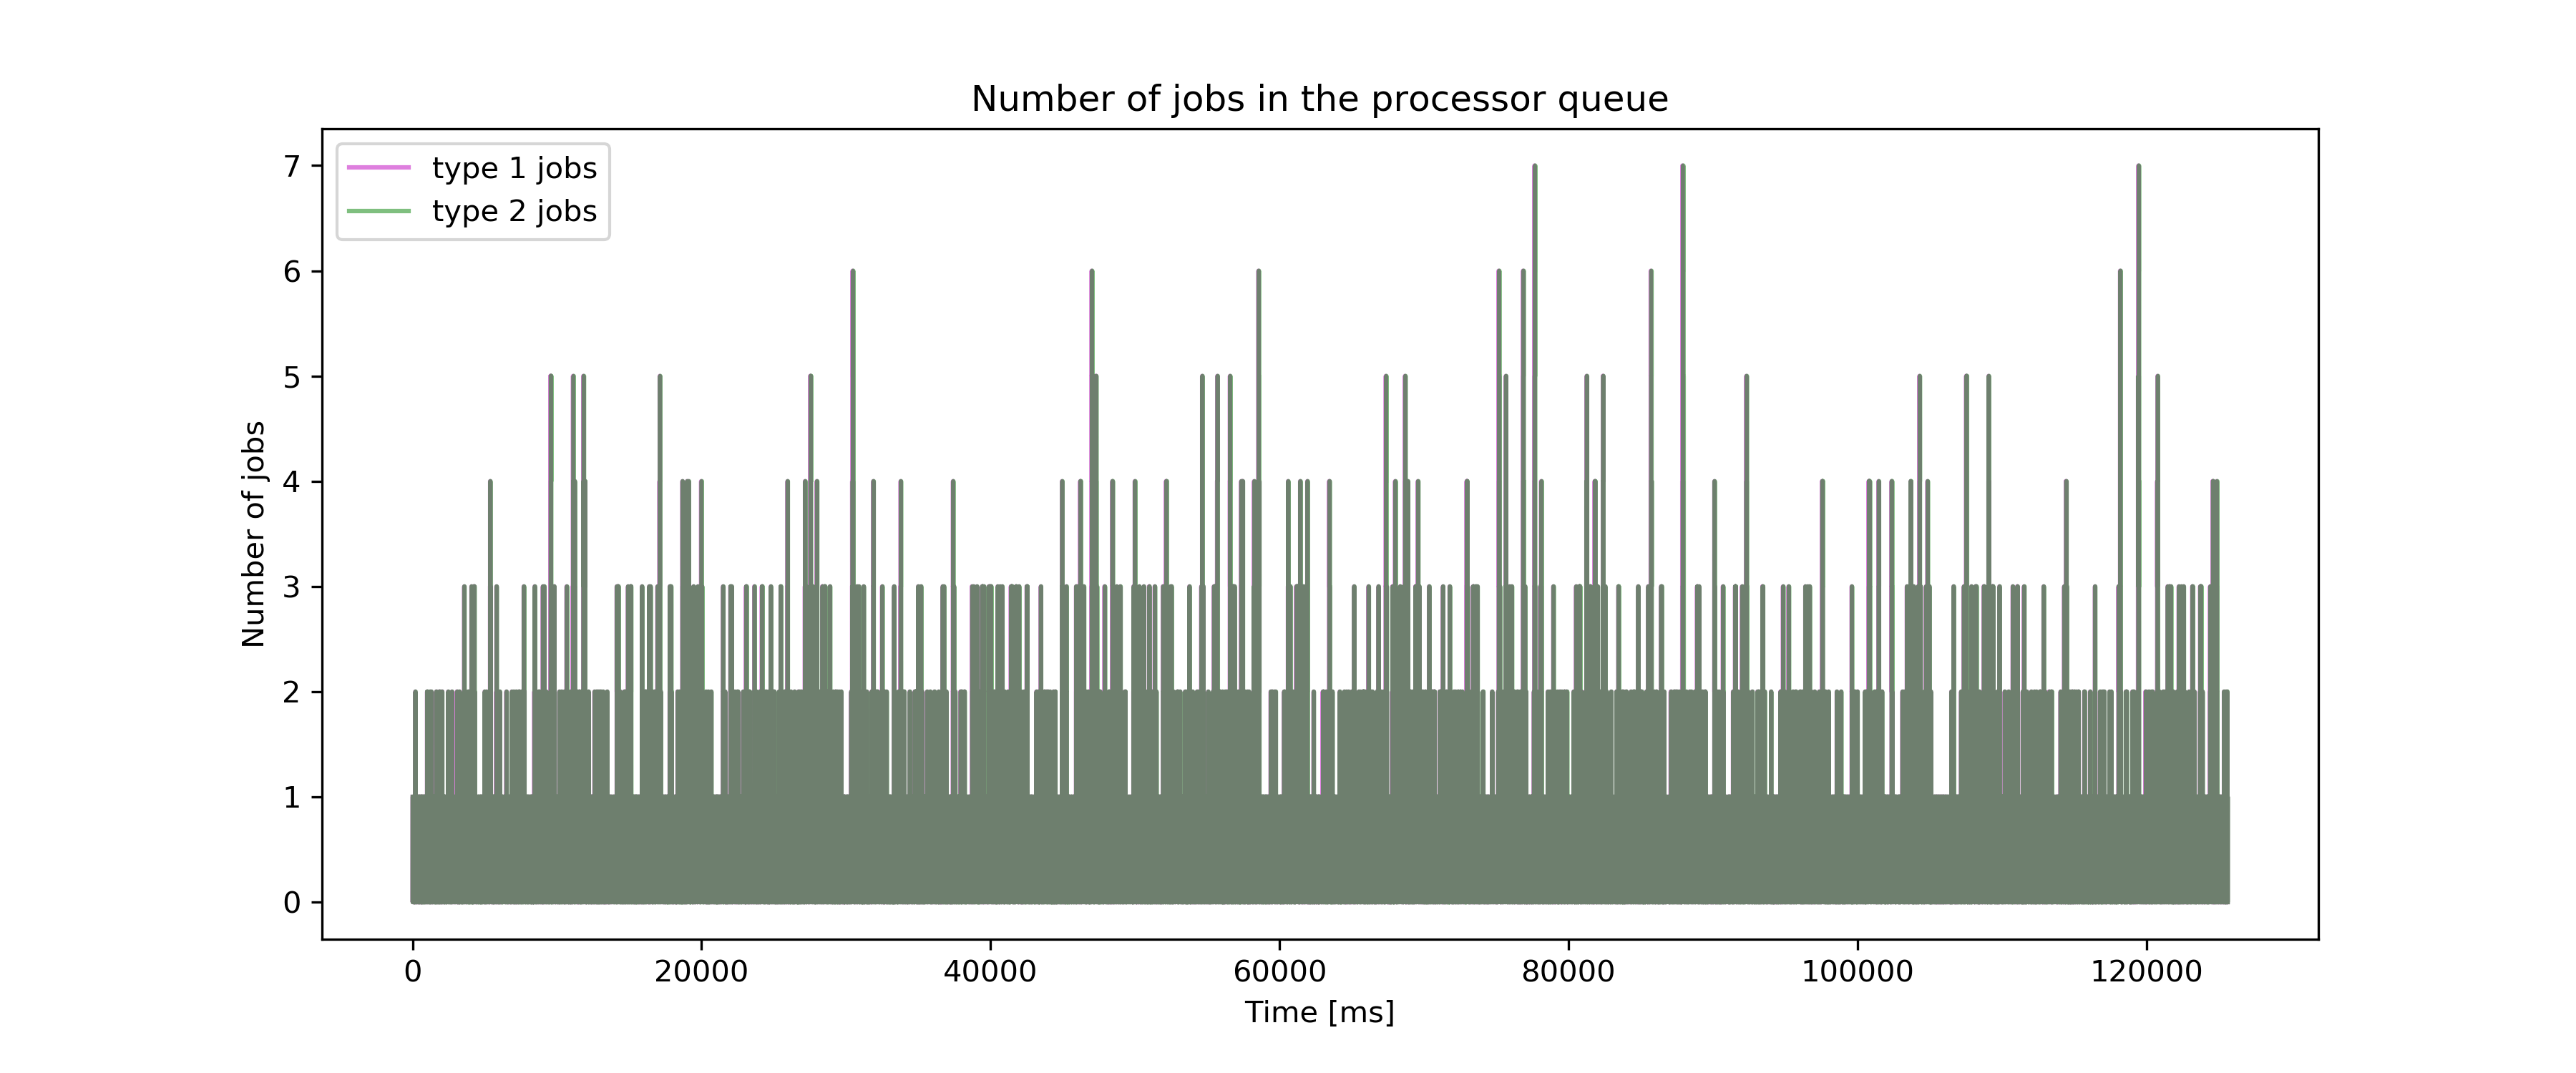 Number of jobs in the processor queue
type 1 jobs
type 2 jobs
Number of jobs
7
6
5
4
3
2
1
0
0 20000 40000 60000 80000 100000 120000
Time [ms]